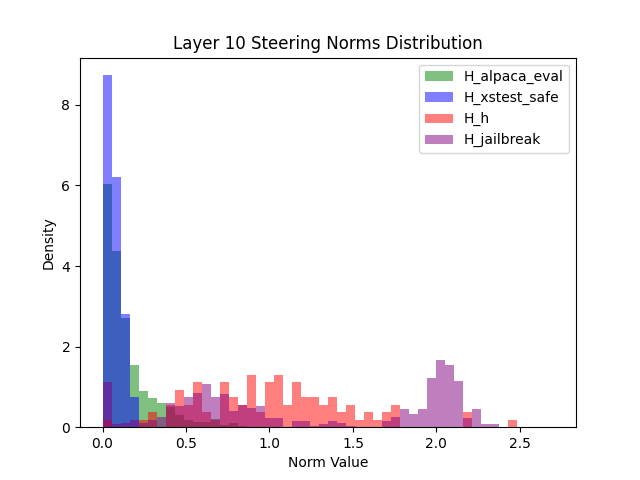 Layer 10 Steering Norms Distribution
H_alpaca_eval
H_xstest_safe
H_h
H_jailbreak
Density
8
6
4
2
0
0.0 0.5 1.0 1.5 2.0 2.5
Norm Value